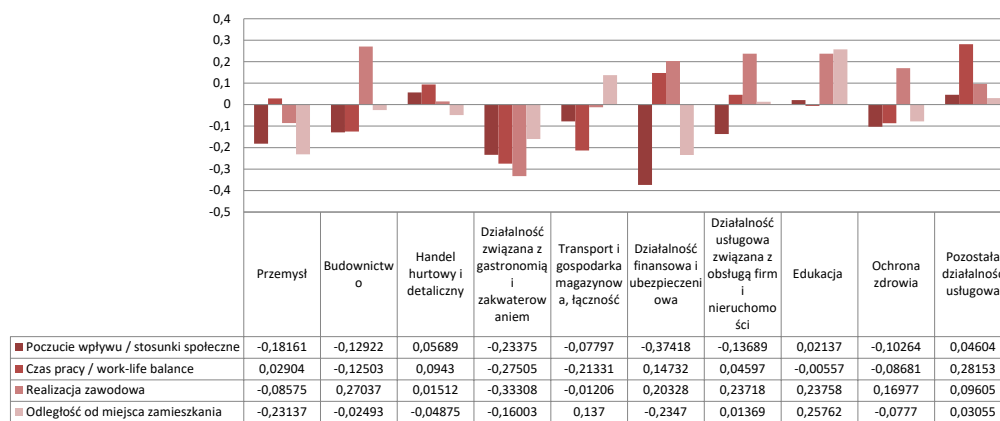 0,4
0,3
0,2
0,1
0
-0,1
-0,2
-0,3
-0,4
-0,5
Przemysł
Budownictw
o
Handel
hurtowy i
detaliczny
Działalność
związana z
gastronomią
i
zakwaterow
aniem
Transport i
gospodarka
magazynow
a, łączność
Działalność
finansowa i
ubezpieczeni
owa
Działalność
usługowa
związana z
obsługą firm
i
nieruchomo
ści
Edukacja
Ochrona
zdrowia
Pozostała
działalność
usługowa
Poczucie wpływu / stosunki społeczne -0,18161 -0,12922 0,05689 -0,23375 -0,07797 -0,37418 -0,13689 0,02137 -0,10264 0,04604
Czas pracy / work-life balance 0,02904 -0,12503 0,0943 -0,27505 -0,21331 0,14732 0,04597 -0,00557 -0,08681 0,28153
Realizacja zawodowa -0,08575 0,27037 0,01512 -0,33308 -0,01206 0,20328 0,23718 0,23758 0,16977 0,09605
Odległość od miejsca zamieszkania -0,23137 -0,02493 -0,04875 -0,16003 0,137 -0,2347 0,01369 0,25762 -0,0777 0,03055